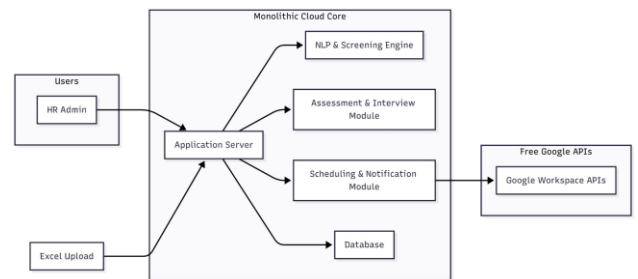 Monolithic Cloud Core
NLP & Screening Engine
Users
HR Admin
Assessment & Interview
Module
Application Server
Free Google APIs
Scheduling & Notification
Module
Google Workspace APIs
Excel Upload
Database